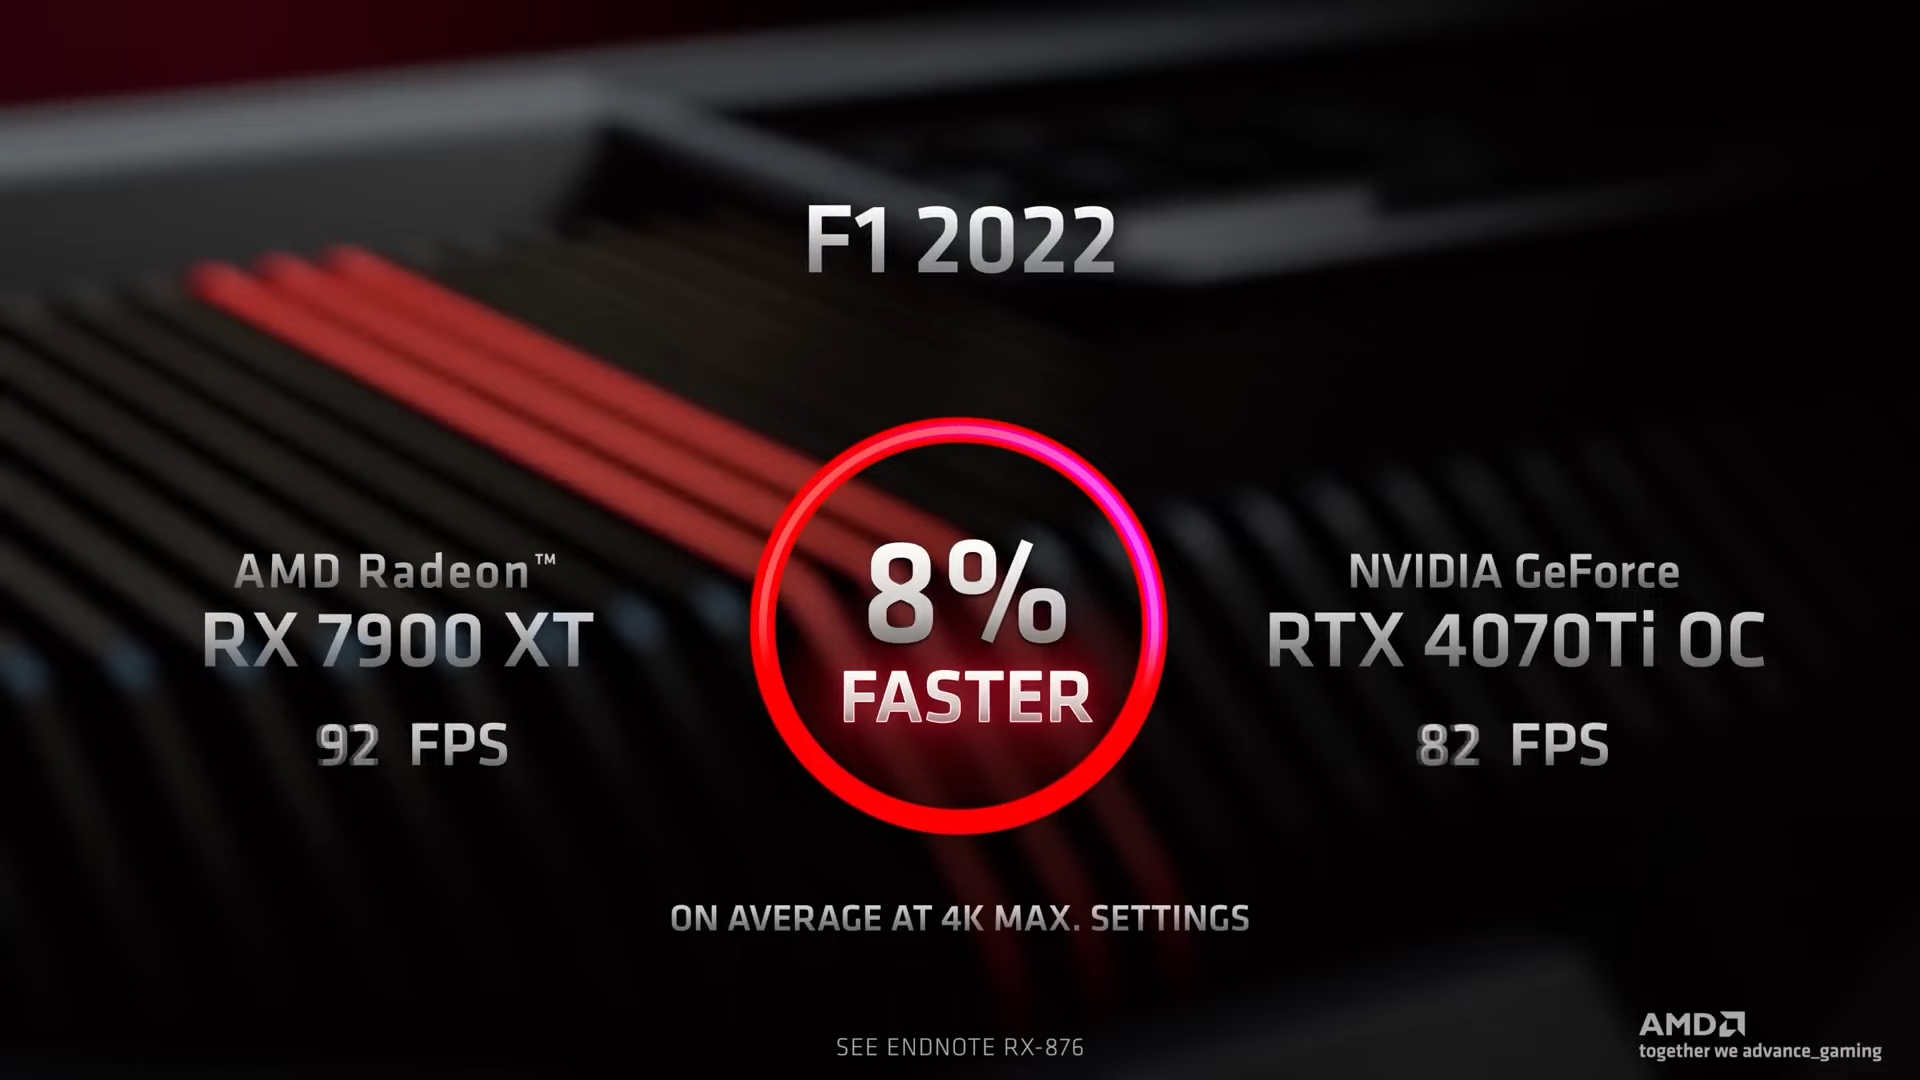 F1 2022
AMD Radeon™
RX 7900 XT
92 FPS
8%
FASTER
NVIDIA GeForce
RTX 4070Ti OC
82 FPS
ON AVERAGE AT 4K MAX. SETTINGS
SEE ENDNOTE RX-876
AMD
together we advance_gaming